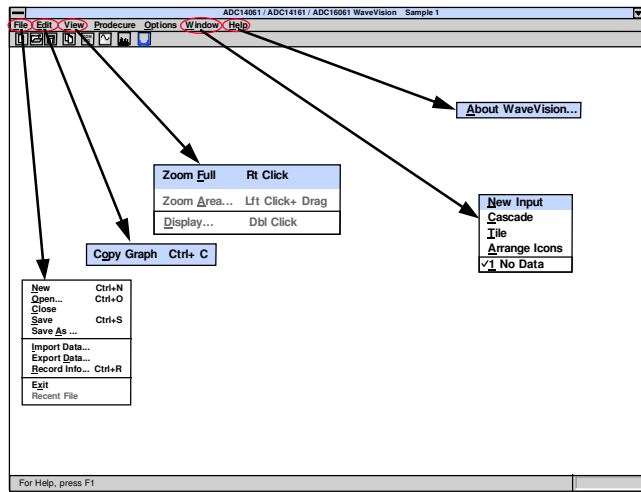 ADC14061 / ADC14161 / ADC16061 WaveVision Sample 1
File Edit View Prodecure Options Window Help
About WaveVision...
Zoom Full Rt Click
Zoom Area... Lft Click+ Drag
Display... Dbl Click
New Input
Cascade
Tile
Arrange Icons
✓1 No Data
Copy Graph Ctrl+ C
New Ctrl+N
Open... Ctrl+O
Close
Save Ctrl+S
Save As ...
Import Data...
Export Data...
Record Info... Ctrl+R
Exit
Recent File
For Help, press F1